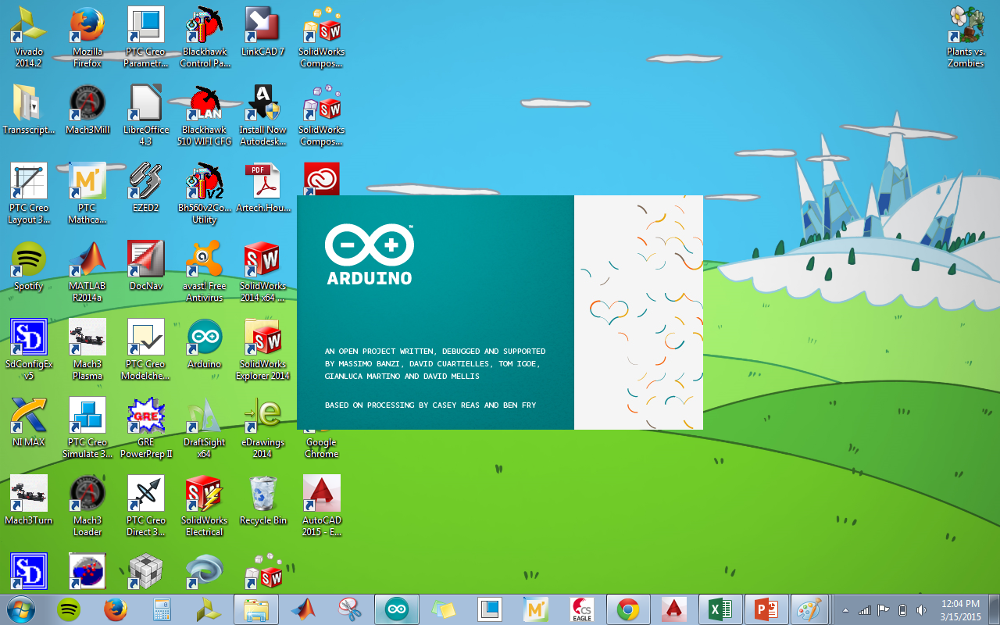 Vivado
2014.2
Mozilla
Firefox
PTC Creo
Parametr...
Blackhawk
Control Pa...
LinkCAD 7
SolidWorks
Compos...
Plants vs.
Zombies
Transscript...
Mach3Mill
LibreOffice
4.3
LAN
Blackhawk
510 WIFI CFG
Install Now
Autodesk...
SolidWorks
Compos...
PTC Creo
Layout 3...
PTC
Mathca...
EZED2
v2
Bh560v2Co...
Utility
PDF
Artech.Hou...
ARDUINO
Spotify
MATLAB
R2014a
DocNav
avast! Free
Antivirus
SolidWorks
2014 x64 ...
SdConfigEx
v5
Mach3
Plasma
PTC Creo
Modelche...
Arduino
SolidWorks
Explorer 2014
AN OPEN PROJECT WRITTEN, DEBUGGED AND SUPPORTED
BY MASSIMO BANZI, DAVID CUARTIELLES, TOM IGOE,
GIANLUCA MARTINO AND DAVID MELLIS
BASED ON PROCESSING BY CASEY REAS AND BEN FRY
NI MAX
PTC Creo
Simulate 3...
GRE
GRE
PowerPrep II
DraftSight
x64
eDrawings
2014
Google
Chrome
Mach3Turn
Mach3
Loader
PTC Creo
Direct 3...
SolidWorks
Electrical
Recycle Bin
AutoCAD
2015 - E...
SD
CS
EAGLE
12:04 PM
3/15/2015